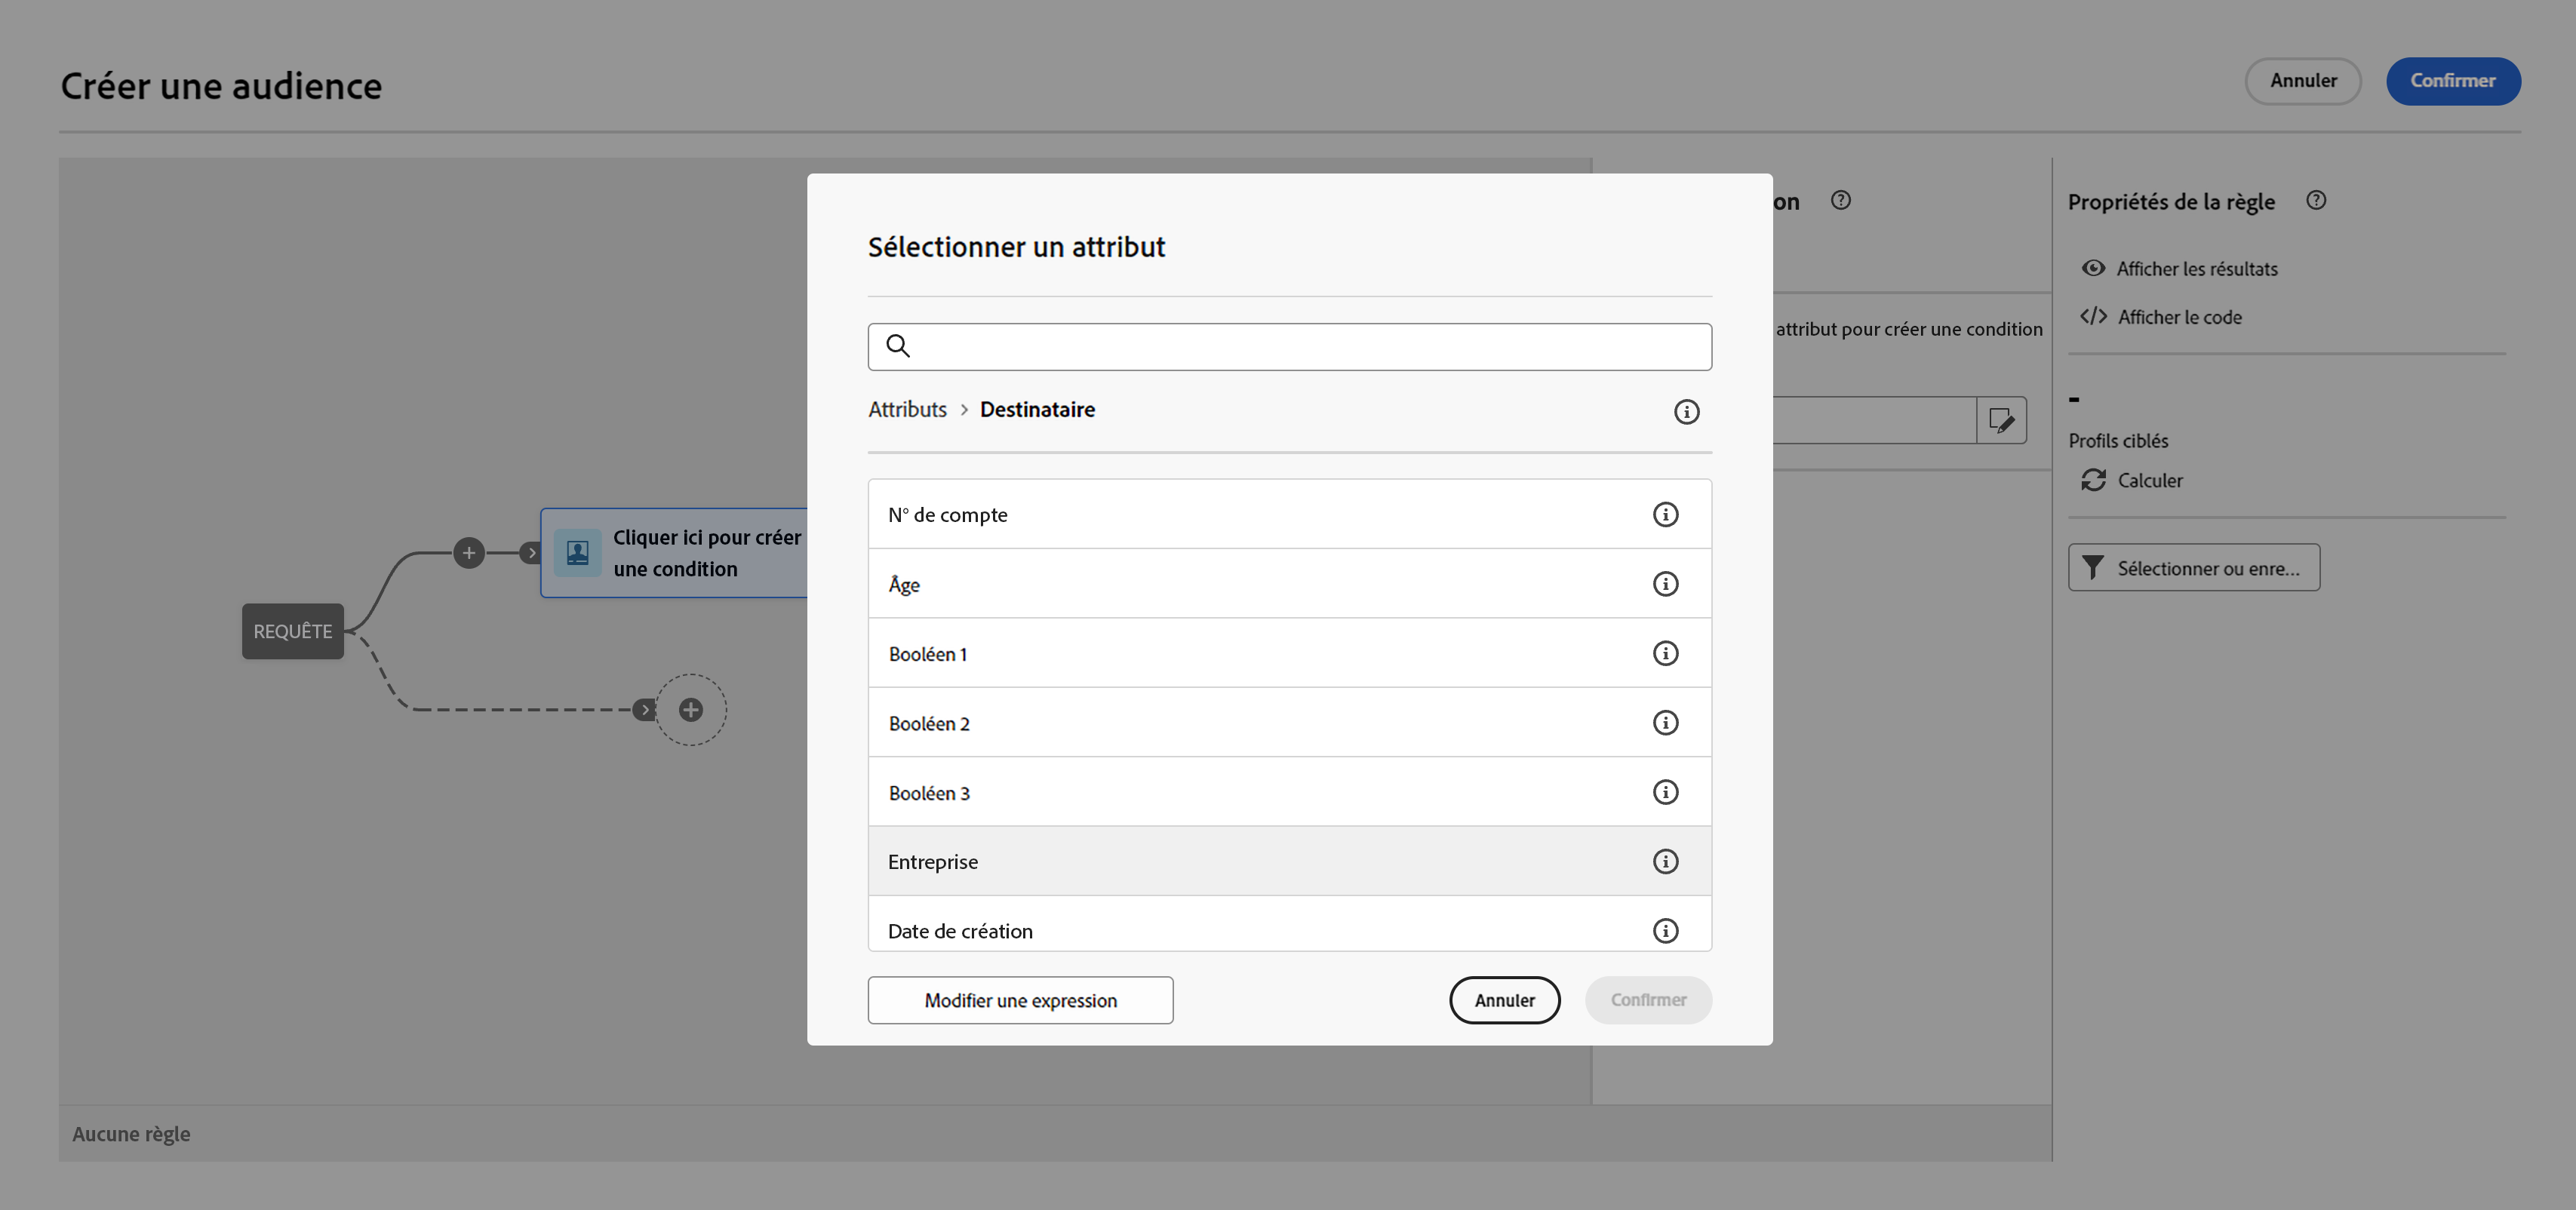 Créer une audience
Annuler
Confirmer
on
Propriétés de la règle
Sélectionner un attribut
Afficher les résultats
Afficher le code
attribut pour créer une condition
Attributs > Destinataire
-
Profils ciblés
Calculer
N° de compte
Cliquer ici pour créer
une condition
Sélectionner ou enre...
Âge
REQUÊTE
Booléen 1
Booléen 2
Booléen 3
Entreprise
Date de création
Modifier une expression
Annuler
Confirmer
Aucune règle